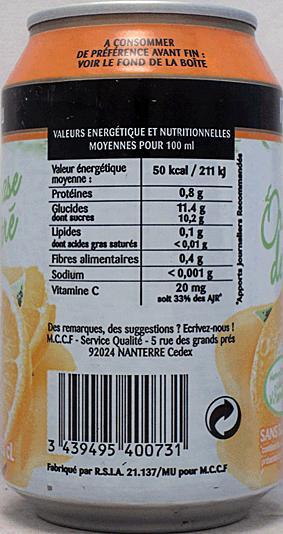 A CONSOMMER
DE PRÉFÉRENCE AVANT FIN :
VOIR LE FOND DE LA BOÎTE
VALEURS ENERGÉTIQUE ET NUTRITIONNELLES
MOYENNES POUR 100 ml
Valeur énergétique moyenne : 50 kcal / 211 kJ
Protéines 0,8 g
Glucides 11.4 g
dont sucres 10,2 g
Lipides 0,1 g
dont acides gras saturés < 0,01 g
Fibres alimentaires 0,4 g
Sodium < 0,001 g
Vitamine C 20 mg
soit 33% des AJR*
*Apports Journaliers Recommandés
Des remarques, des suggestions ? Ecrivez-nous !
M.C.C.F - Service Qualité - 5 rue des grands prés
92024 NANTERRE Cedex
3 439495 400731
Fabriqué par R.S.I.A. 21.137/MU pour M.C.C.F
SANS
cL